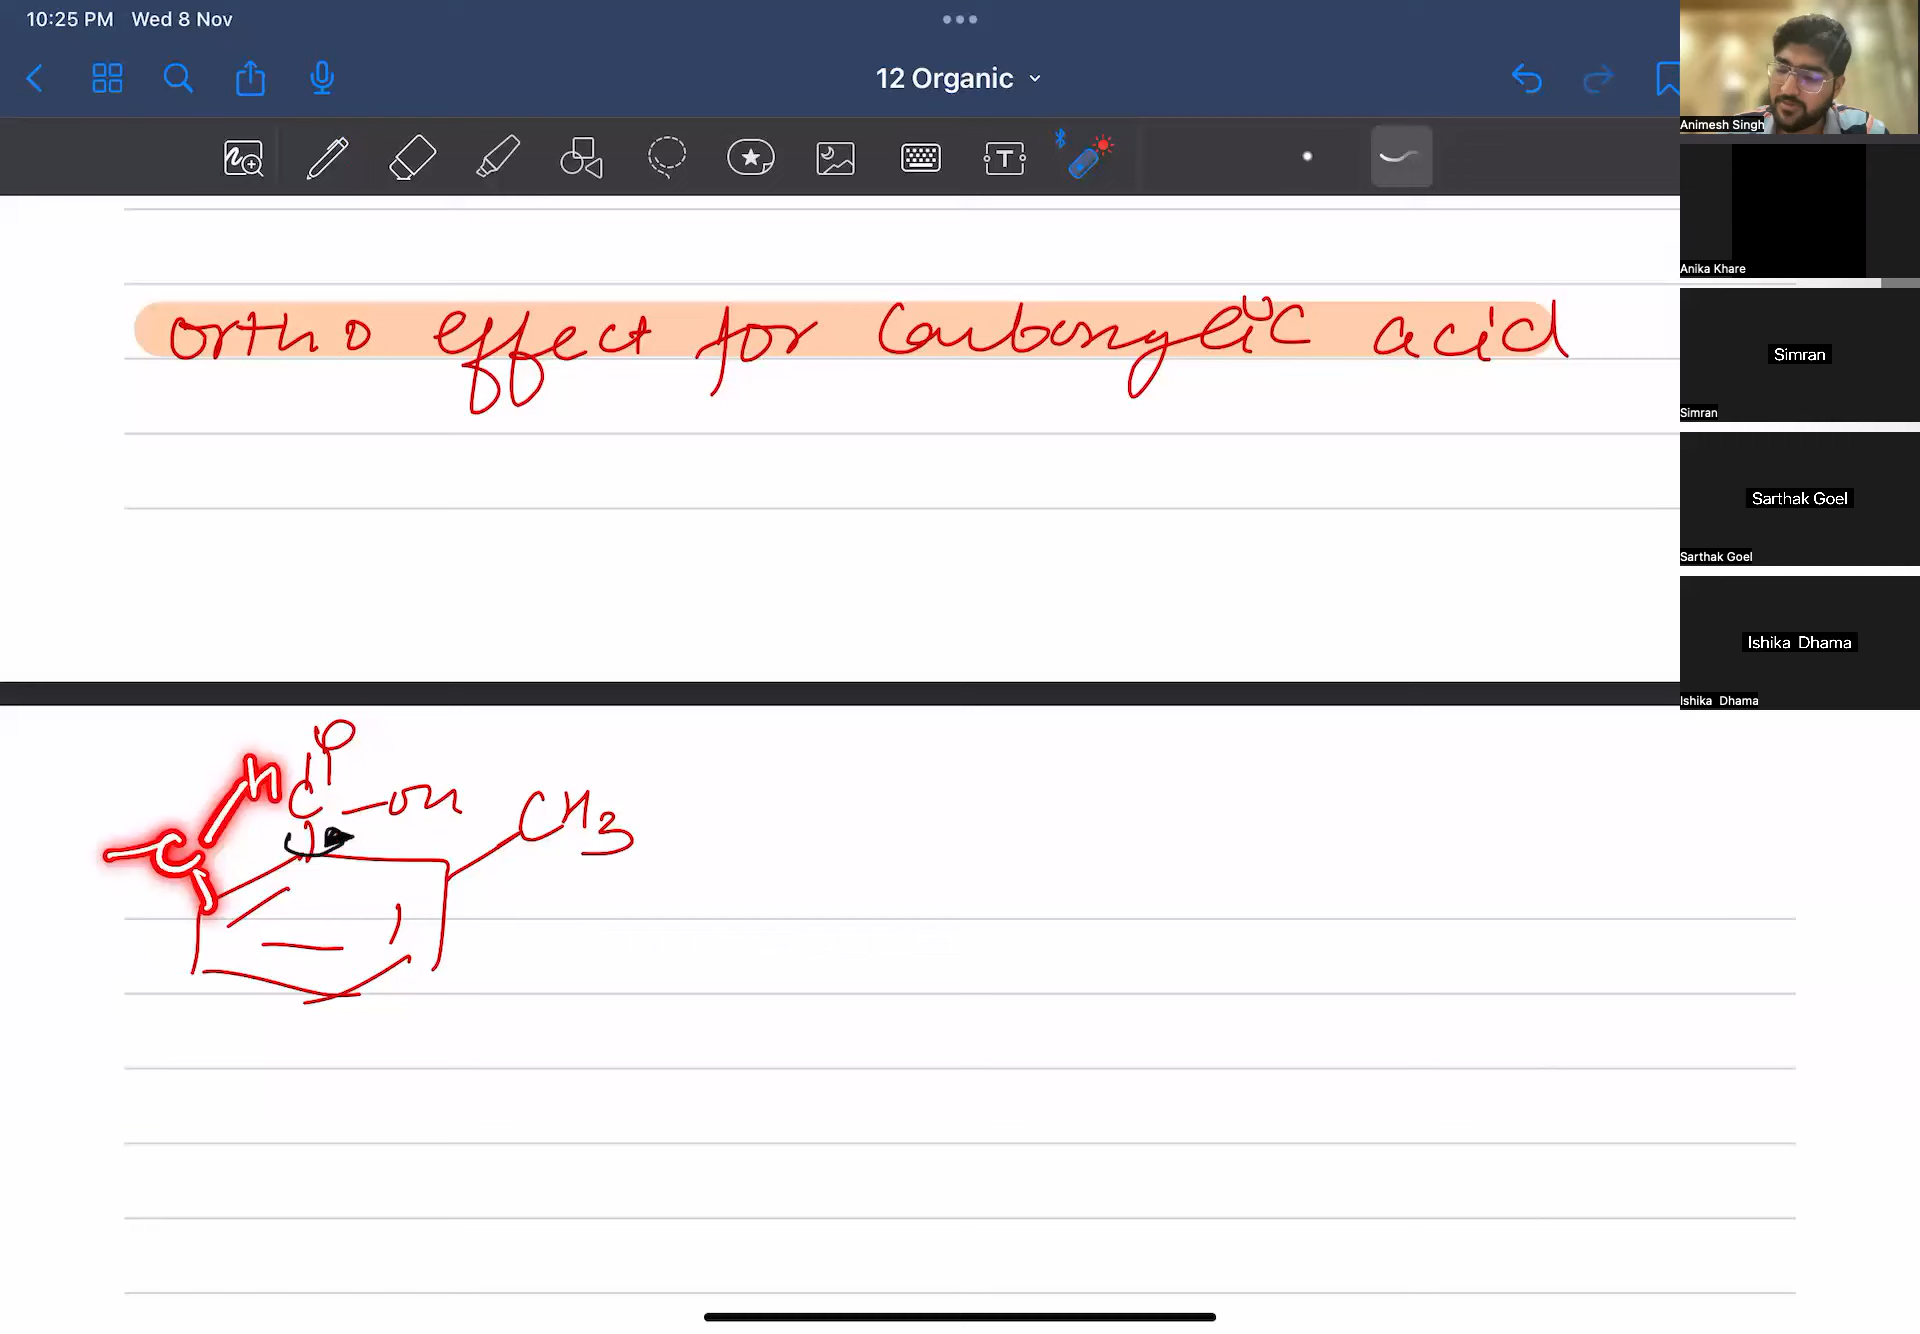 10:25 PM Wed 8 Nov
12 Organic
T
Animesh Singh
Anika Khare
ortho effect for Carboxylic acid
Simran
Simran
Sarthak Goel
Sarthak Goel
Ishika Dhama
Ishika Dhama
O
H
C
-OH
CH3
-C